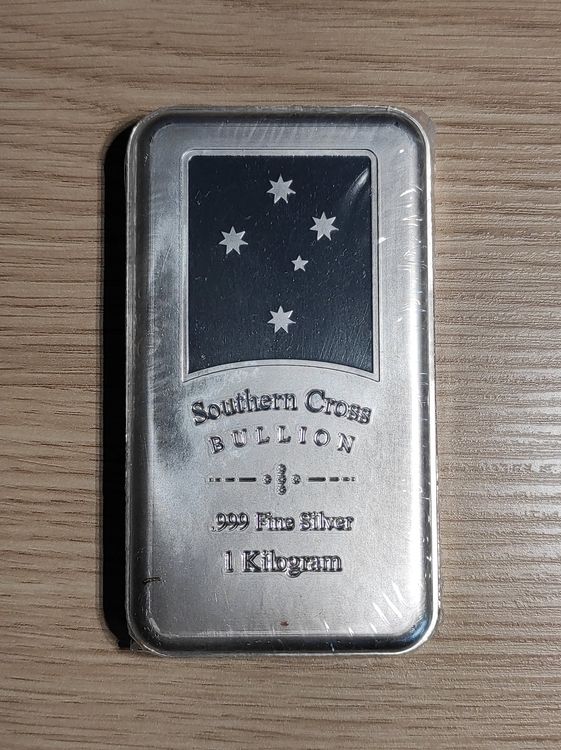 Southern Cross
BULLION
.999 Fine Silver
1 Kilogram